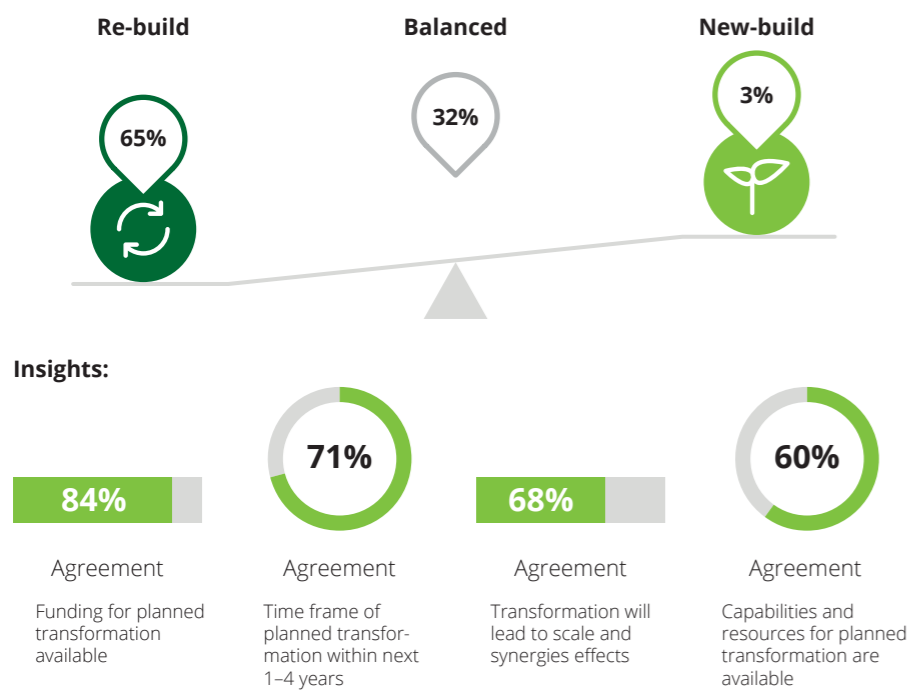 Re-build
Balanced
New-build
65%
32%
3%
Insights:
84%
71%
68%
60%
Agreement
Funding for planned
transformation
available
Agreement
Time frame of
planned transfor-
mation within next
1–4 years
Agreement
Transformation will
lead to scale and
synergies effects
Agreement
Capabilities and
resources for planned
transformation are
available